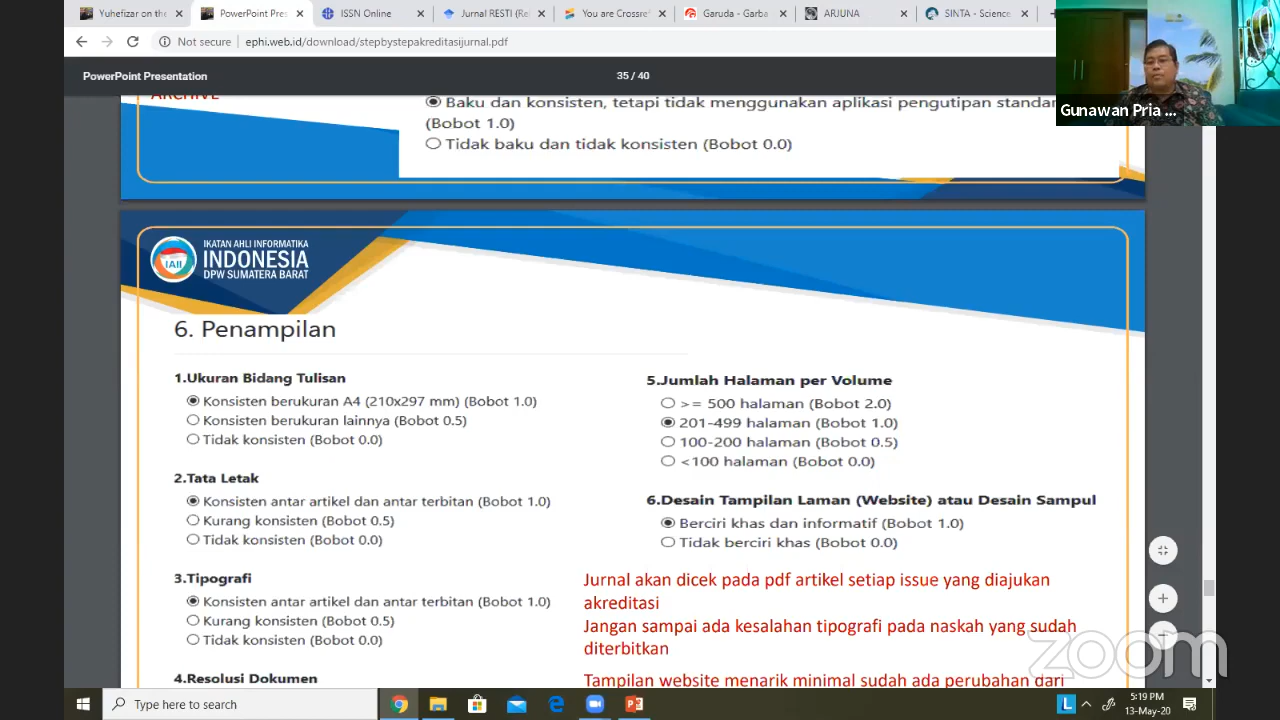 Yuhefizar on the
PowerPoint Pres
ISSN Online
Jurnal RESTI (Re
You are Crossre
Garuda - Garba
ARJUNA
SINTA - Science
Not secure
ephi.web.id/download/stepbystepakreditasijurnal.pdf
PowerPoint Presentation
35 / 40
Gunawan Pria ...
ARCHIVE
Baku dan konsisten, tetapi tidak menggunakan aplikasi pengutipan standar
(Bobot 1.0)
Tidak baku dan tidak konsisten (Bobot 0.0)
IAII
IKATAN AHLI INFORMATIKA
INDONESIA
DPW SUMATERA BARAT
6. Penampilan
1.Ukuran Bidang Tulisan
Konsisten berukuran A4 (210x297 mm) (Bobot 1.0)
Konsisten berukuran lainnya (Bobot 0.5)
Tidak konsisten (Bobot 0.0)
2.Tata Letak
Konsisten antar artikel dan antar terbitan (Bobot 1.0)
Kurang konsisten (Bobot 0.5)
Tidak konsisten (Bobot 0.0)
3.Tipografi
Konsisten antar artikel dan antar terbitan (Bobot 1.0)
Kurang konsisten (Bobot 0.5)
Tidak konsisten (Bobot 0.0)
4.Resolusi Dokumen
5.Jumlah Halaman per Volume
>= 500 halaman (Bobot 2.0)
201-499 halaman (Bobot 1.0)
100-200 halaman (Bobot 0.5)
<100 halaman (Bobot 0.0)
6.Desain Tampilan Laman (Website) atau Desain Sampul
Berciri khas dan informatif (Bobot 1.0)
Tidak berciri khas (Bobot 0.0)
Jurnal akan dicek pada pdf artikel setiap issue yang diajukan
akreditasi
Jangan sampai ada kesalahan tipografi pada naskah yang sudah
diterbitkan
Tampilan website menarik minimal sudah ada perubahan dari
zoom
Type here to search
5:19 PM
13-May-20